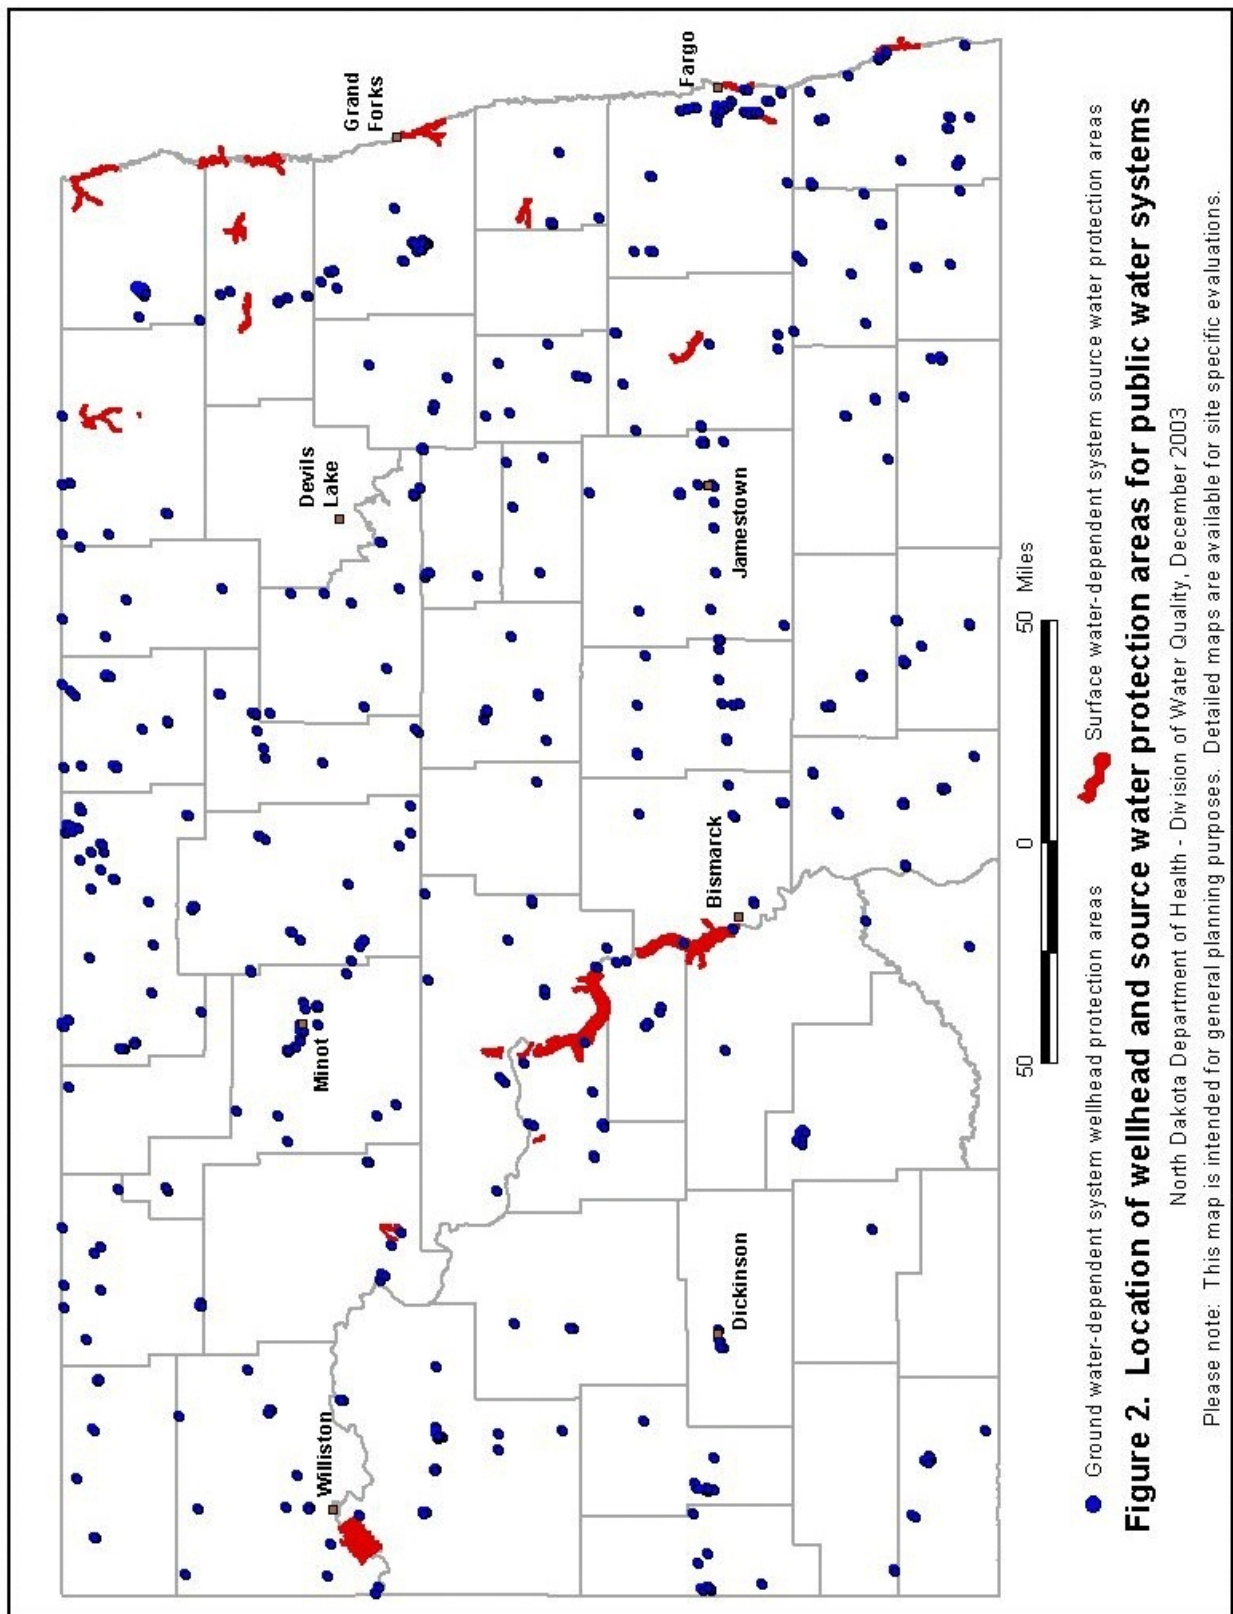 Williston
Minot
Devils
Lake
Grand
Forks
Dickinson
Bismarck
Jamestown
Fargo
50 0 50 Miles
Ground water-dependent system wellhead protection areas
Surface water-dependent system source water protection areas
Figure 2. Location of wellhead and source water protection areas for public water systems
North Dakota Department of Health - Division of Water Quality, December 2003
Please note: This map is intended for general planning purposes. Detailed maps are available for site specific evaluations.